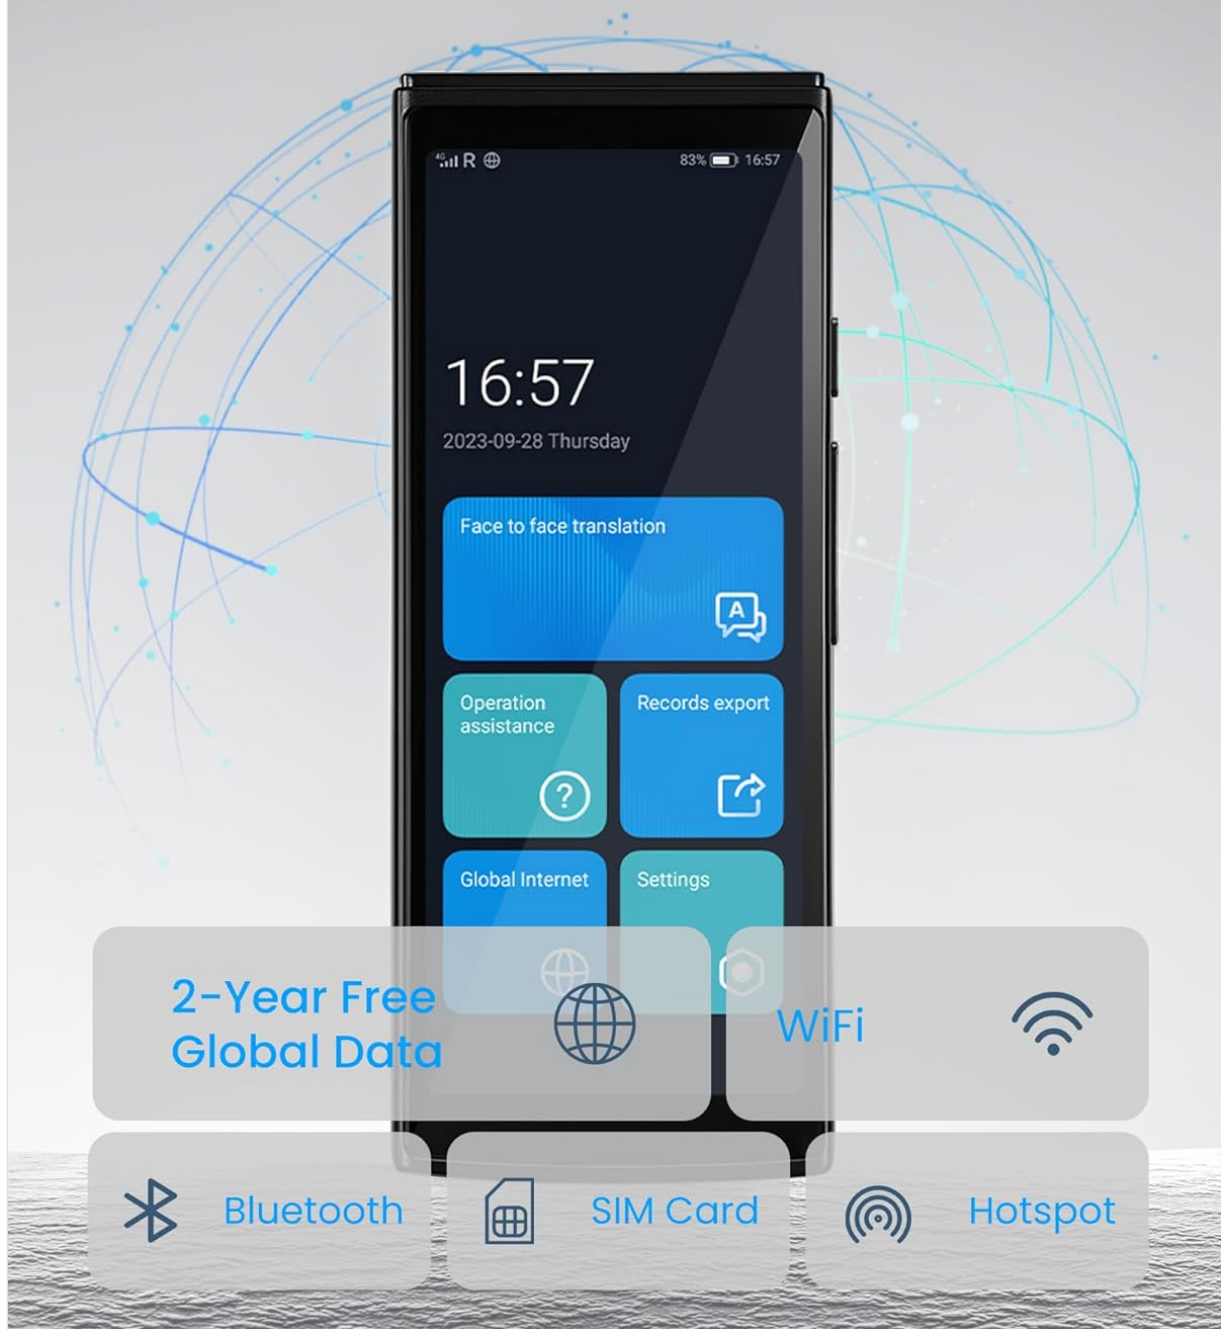 4G R 83% 16:57
16:57
2023-09-28 Thursday
Face to face translation
A
Operation
assistance
?
Records export
Global Internet
Settings
2-Year Free
Global Data
WiFi
Bluetooth
SIM Card
Hotspot